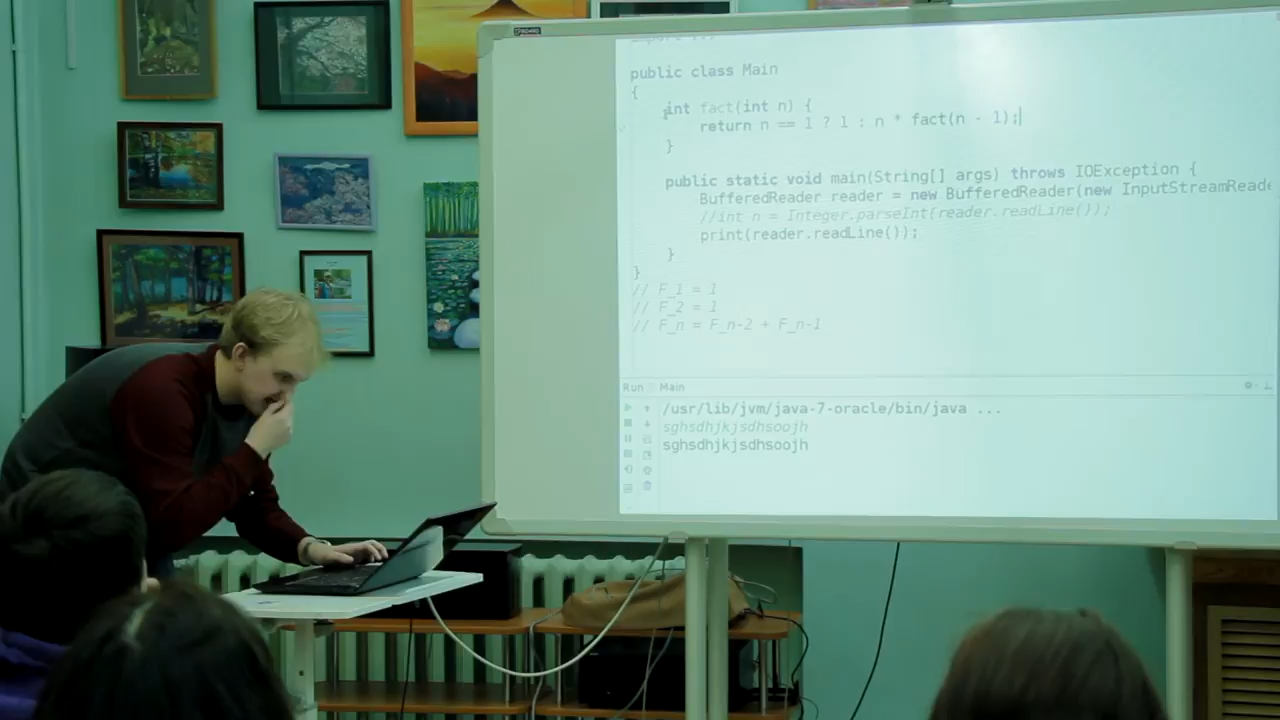 public class Main
{
int fact(int n) {
return n == 1 ? 1 : n * fact(n - 1);
}
public static void main(String[] args) throws IOException {
BufferedReader reader = new BufferedReader(new InputStreamReade
//int n = Integer.parseInt(reader.readLine());
print(reader.readLine());
}
}
// F_1 = 1
// F_2 = 1
// F_n = F_n-2 + F_n-1
Run Main
/usr/lib/jvm/java-7-oracle/bin/java ...
sghsdhjkjsdhsoojh
sghsdhjkjsdhsoojh